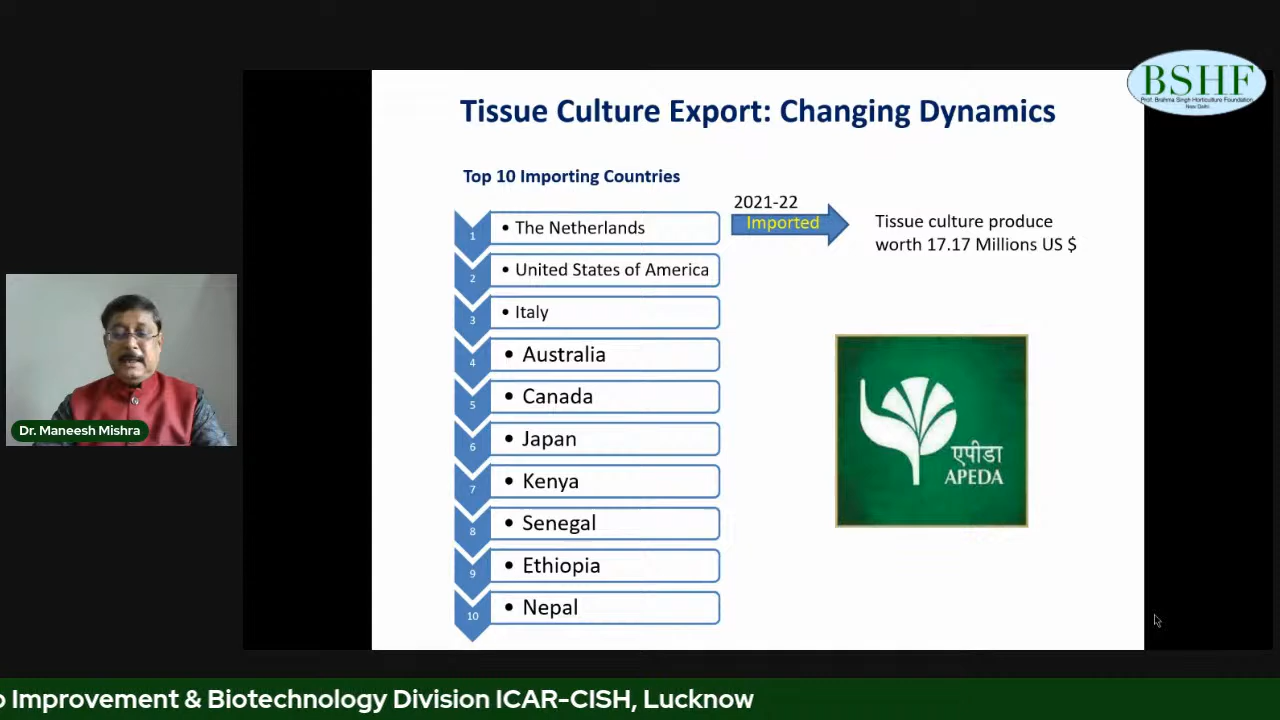 BSHF
Prof. Brahma Singh Horticulture Foundation
New Delhi
Tissue Culture Export: Changing Dynamics
Top 10 Importing Countries
2021-22
Imported
Tissue culture produce
worth 17.17 Millions US $
1 • The Netherlands
2 • United States of America
3 • Italy
4 • Australia
5 • Canada
6 • Japan
7 • Kenya
8 • Senegal
9 • Ethiopia
10 • Nepal
एपीडा
APEDA
Dr. Maneesh Mishra
Improvement & Biotechnology Division ICAR-CISH, Lucknow